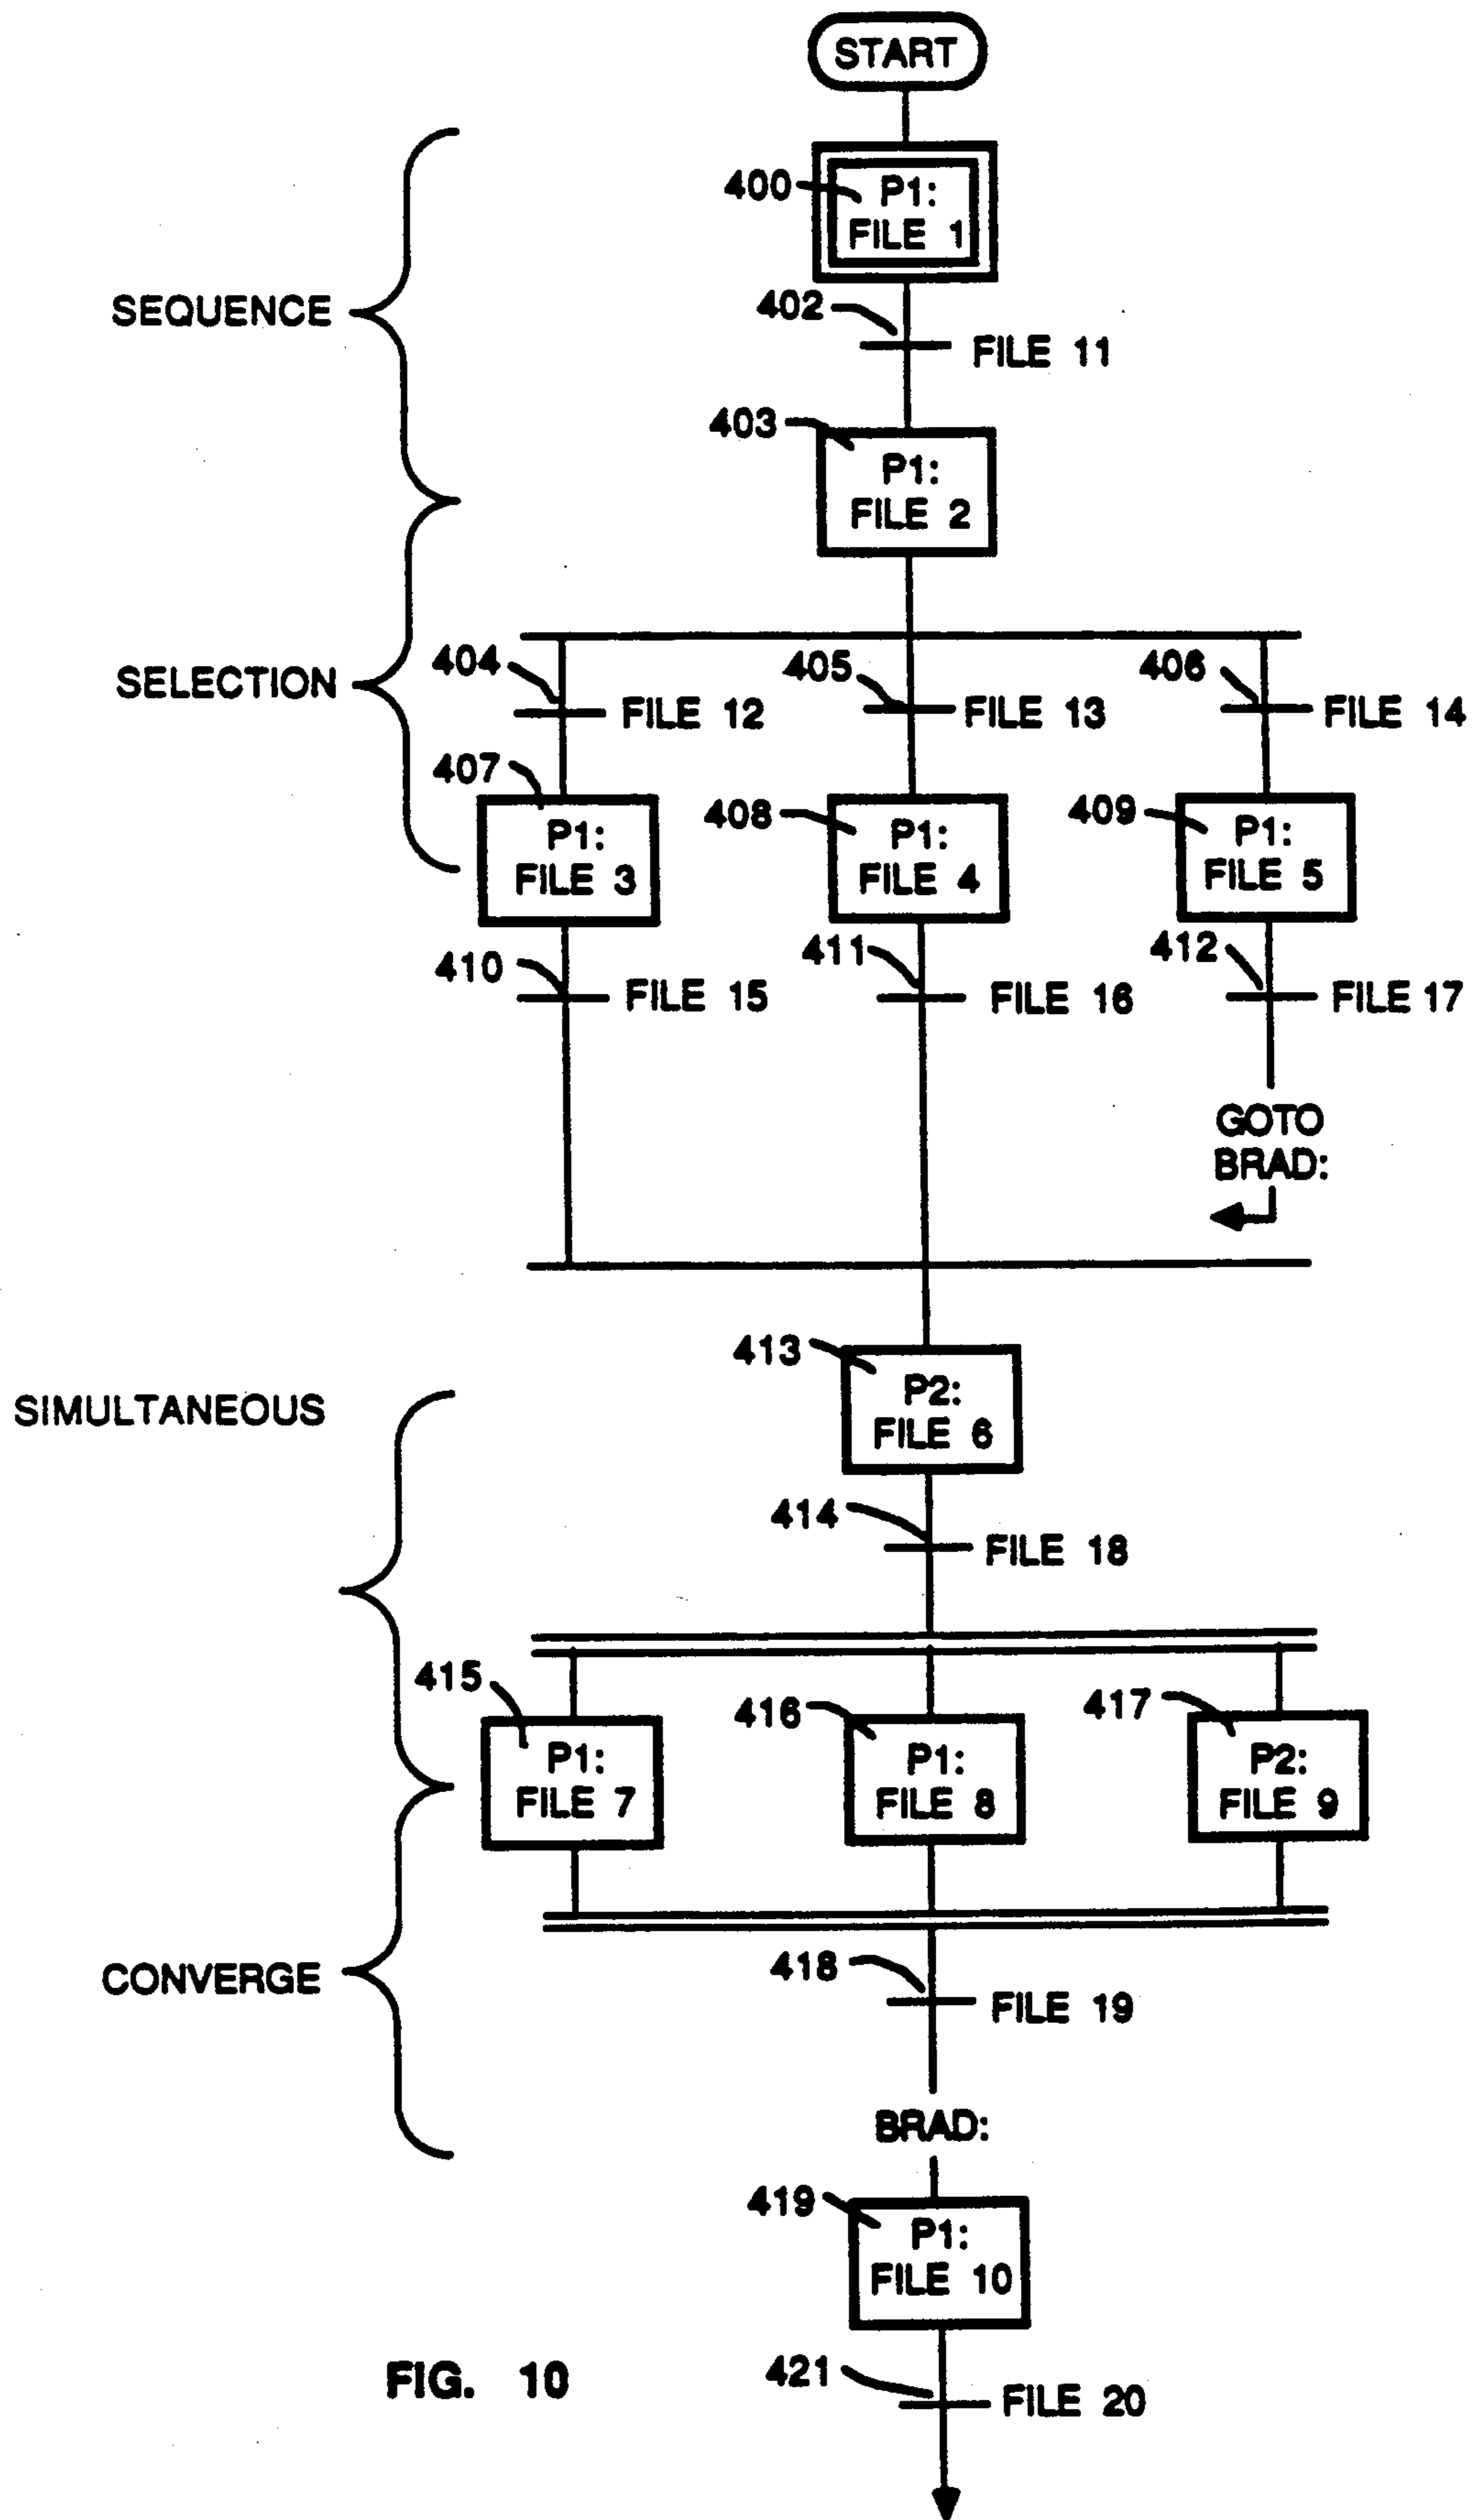 START
400
P1:
FILE 1
SEQUENCE
402
FILE 11
403
P1:
FILE 2
SELECTION
404
FILE 12
405
FILE 13
406
FILE 14
407
P1:
FILE 3
408
P1:
FILE 4
409
P1:
FILE 5
410
FILE 15
411
FILE 16
412
FILE 17
GOTO
BRAD:
413
P2:
FILE 6
SIMULTANEOUS
414
FILE 18
415
P1:
FILE 7
416
P1:
FILE 8
417
P2:
FILE 9
CONVERGE
418
FILE 19
BRAD:
419
P1:
FILE 10
FIG. 10
421
FILE 20